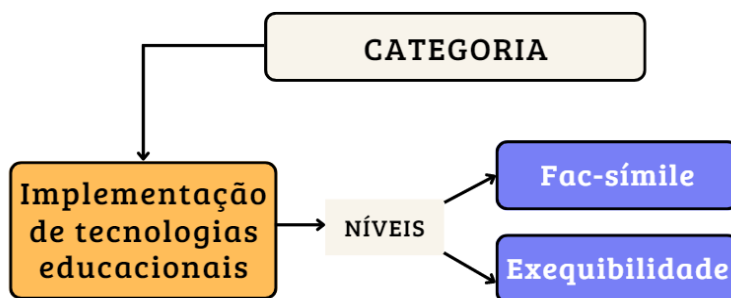 CATEGORIA
Implementação
de tecnologias
educacionais
NÍVEIS
Fac-símile
Exequibilidade